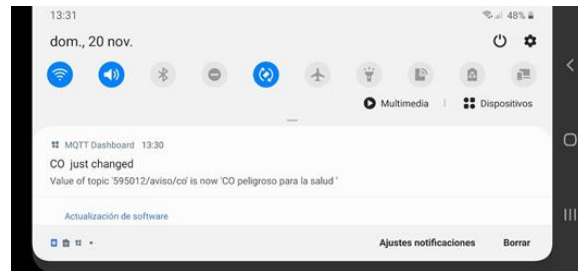 13:31
48%
dom., 20 nov.
Multimedia
Dispositivos
MQTT Dashboard 13:30
CO just changed
Value of topic '595012/aviso/co' is now 'CO peligroso para la salud '
Actualización de software
Ajustes notificaciones
Borrar